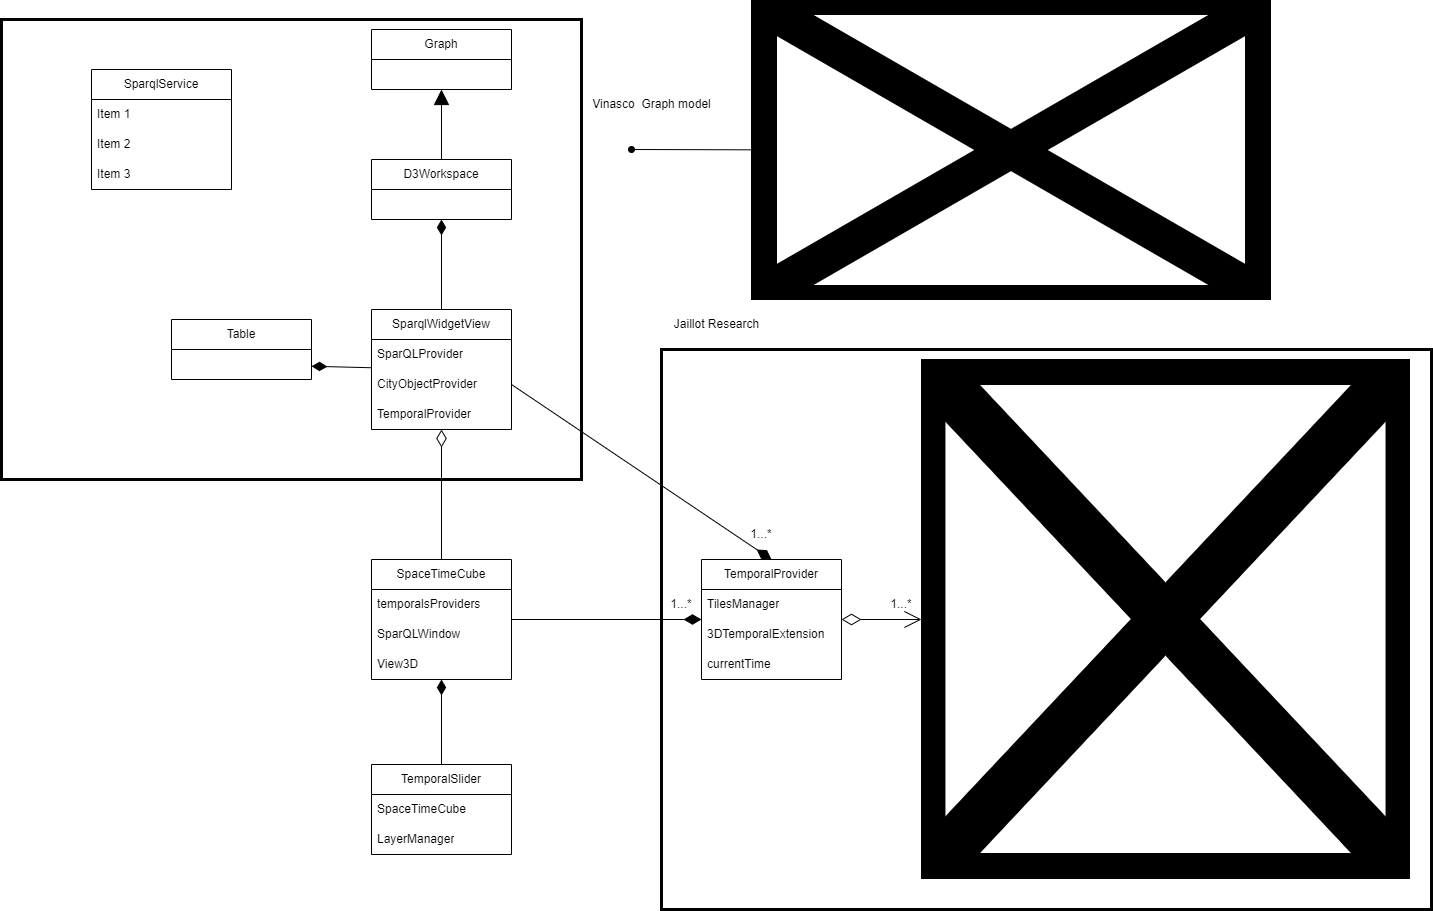 Graph
SparqlService
Item 1
Item 2
Item 3
Vinasco  Graph model
D3Workspace
Table
SparqlWidgetView
SparQLProvider
CityObjectProvider
TemporalProvider
Jaillot Research
1...*
SpaceTimeCube
temporalsProviders
SparQLWindow
View3D
1...*
TemporalProvider
TilesManager
3DTemporalExtension
currentTime
1...*
TemporalSlider
SpaceTimeCube
LayerManager